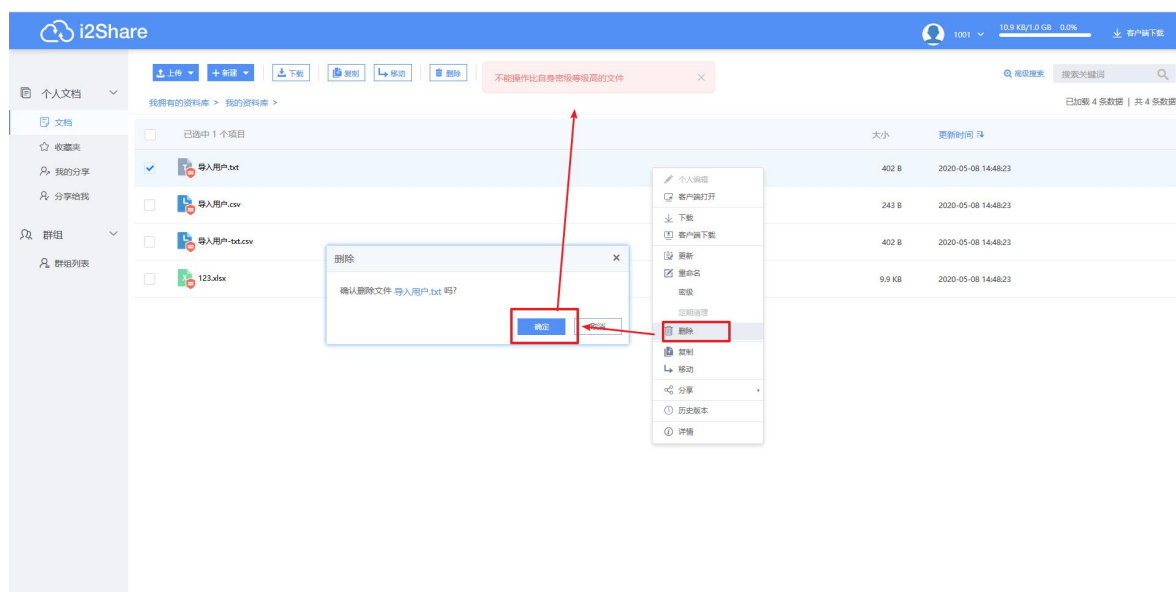 i2Share
1001
10.9 KB/1.0 GB 0.0%
客户端下载
上传 新建 下载 复制 移动 删除
不能操作比自身密级等级高的文件
高级搜索
搜索关键词
个人文档
我拥有的资料库 > 我的资料库 >
已加载 4 条数据 | 共 4 条数据
文档
收藏夹
我的分享
分享给我
群组
群组列表
已选中 1 个项目
大小
更新时间
导入用户.txt
402 B
2020-05-08 14:48:23
导入用户.csv
243 B
2020-05-08 14:48:23
导入用户-txt.csv
402 B
2020-05-08 14:48:23
123.xlsx
9.9 KB
2020-05-08 14:48:23
删除
确认删除文件 导入用户.txt 吗?
确定
取消
个人编辑
客户端打开
下载
客户端下载
更新
重命名
密级
定期清理
删除
复制
移动
分享
历史版本
详情